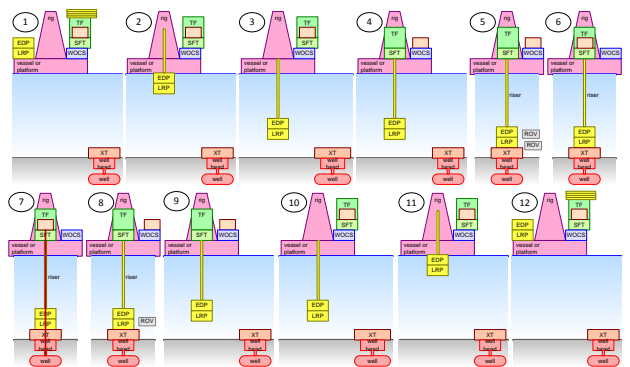 1
rig
TF
SFT
EDP
LRP
WOCS
vessel or
platform
XT
well
head
well
2
rig
TF
SFT
WOCS
vessel or
platform
EDP
LRP
XT
well
head
well
3
rig
TF
SFT
WOCS
vessel or
platform
EDP
LRP
XT
well
head
well
4
rig
TF
SFT
WOCS
vessel or
platform
EDP
LRP
XT
well
head
well
5
rig
TF
SFT
WOCS
vessel or
platform
riser
EDP
LRP
ROV
ROV
XT
well
head
well
6
rig
TF
SFT
WOCS
vessel or
platform
riser
EDP
LRP
XT
well
head
well
7
rig
TF
SFT
WOCS
vessel or
platform
riser
EDP
LRP
XT
well
head
well
8
rig
TF
SFT
WOCS
vessel or
platform
riser
EDP
LRP
ROV
XT
well
head
well
9
rig
TF
SFT
WOCS
vessel or
platform
EDP
LRP
XT
well
head
well
10
rig
TF
SFT
WOCS
vessel or
platform
EDP
LRP
XT
well
head
well
11
rig
TF
SFT
WOCS
vessel or
platform
EDP
LRP
XT
well
head
well
12
rig
TF
SFT
EDP
LRP
WOCS
vessel or
platform
XT
well
head
well